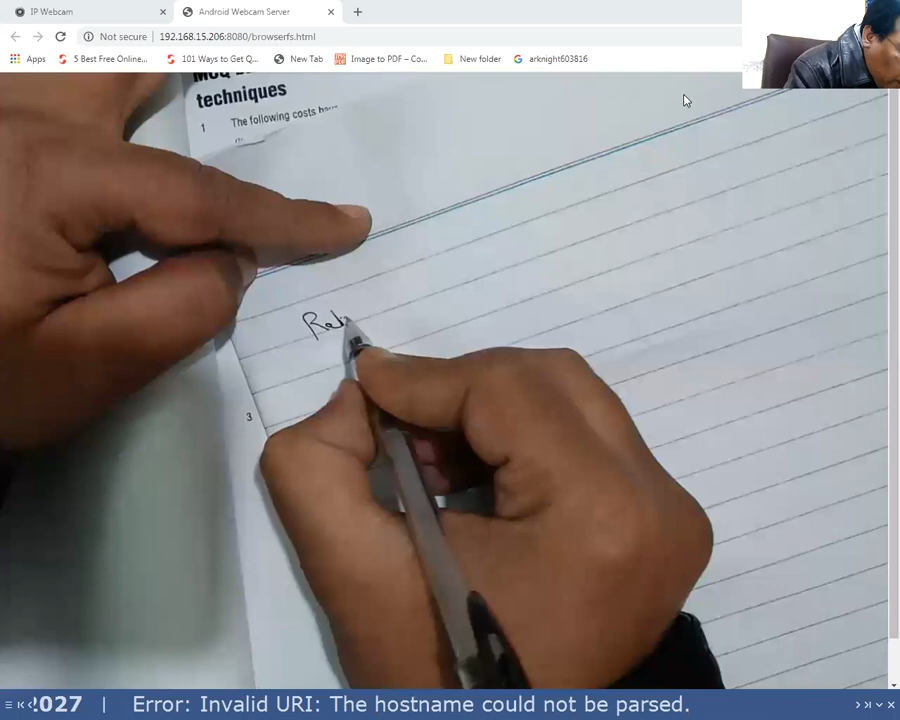 IP Webcam
Android Webcam Server
Not secure | 192.168.15.206:8080/browserfs.html
Apps
5 Best Free Online...
101 Ways to Get Q...
New Tab
Image to PDF – Co...
New folder
arknight603816
techniques
1 The following costs
3
2027 | Error: Invalid URI: The hostname could not be parsed.